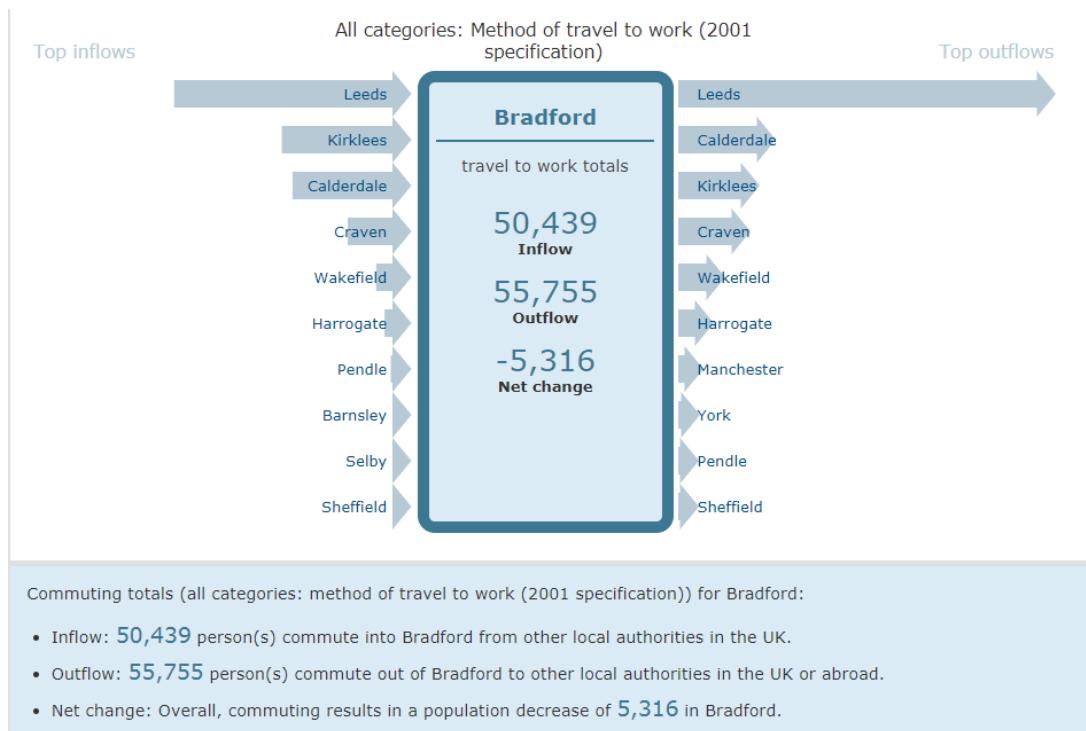 All categories: Method of travel to work (2001
specification)
Top inflows
Top outflows
Leeds
Kirklees
Calderdale
Craven
Wakefield
Harrogate
Pendle
Barnsley
Selby
Sheffield
Bradford
travel to work totals
50,439
Inflow
55,755
Outflow
-5,316
Net change
Leeds
Calderdale
Kirklees
Craven
Wakefield
Harrogate
Manchester
York
Pendle
Sheffield
Commuting totals (all categories: method of travel to work (2001 specification)) for Bradford:
• Inflow: 50,439 person(s) commute into Bradford from other local authorities in the UK.
• Outflow: 55,755 person(s) commute out of Bradford to other local authorities in the UK or abroad.
• Net change: Overall, commuting results in a population decrease of 5,316 in Bradford.